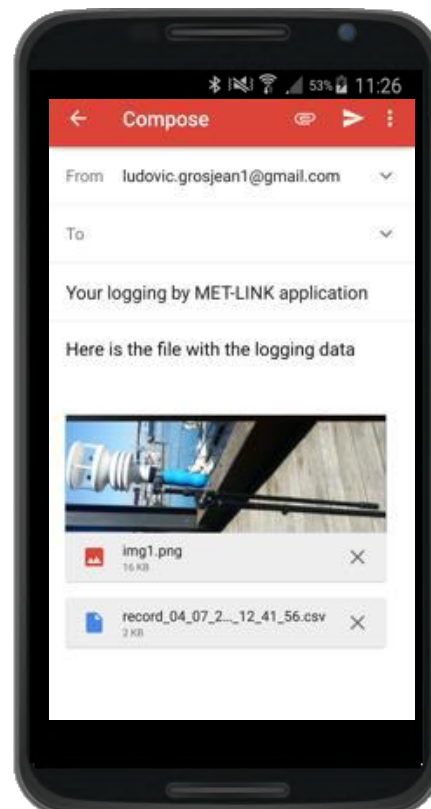 53% 11:26
Compose
From ludovic.grosjean1@gmail.com
To
Your logging by MET-LINK application
Here is the file with the logging data
img1.png
16 KB
record_04_07_2..._12_41_56.csv
2 KB